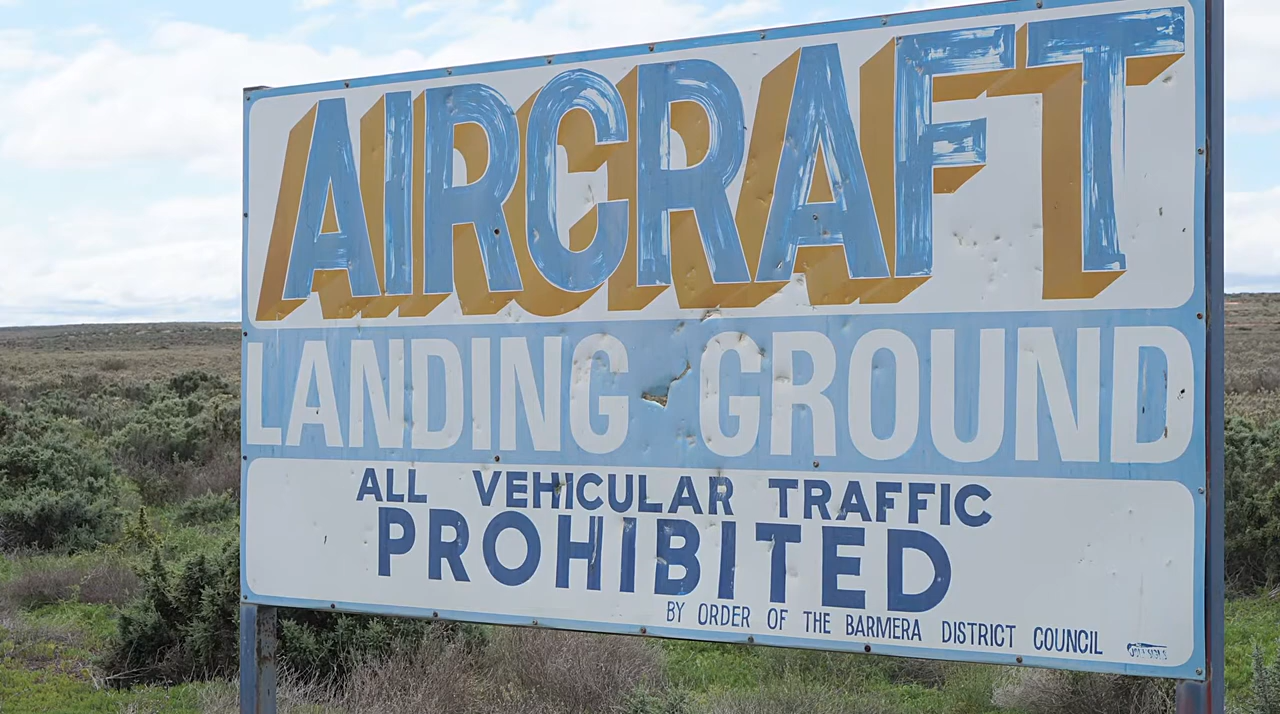 AIRCRAFT
LANDING GROUND
ALL VEHICULAR TRAFFIC
PROHIBITED
BY ORDER OF THE BARMERA DISTRICT COUNCIL